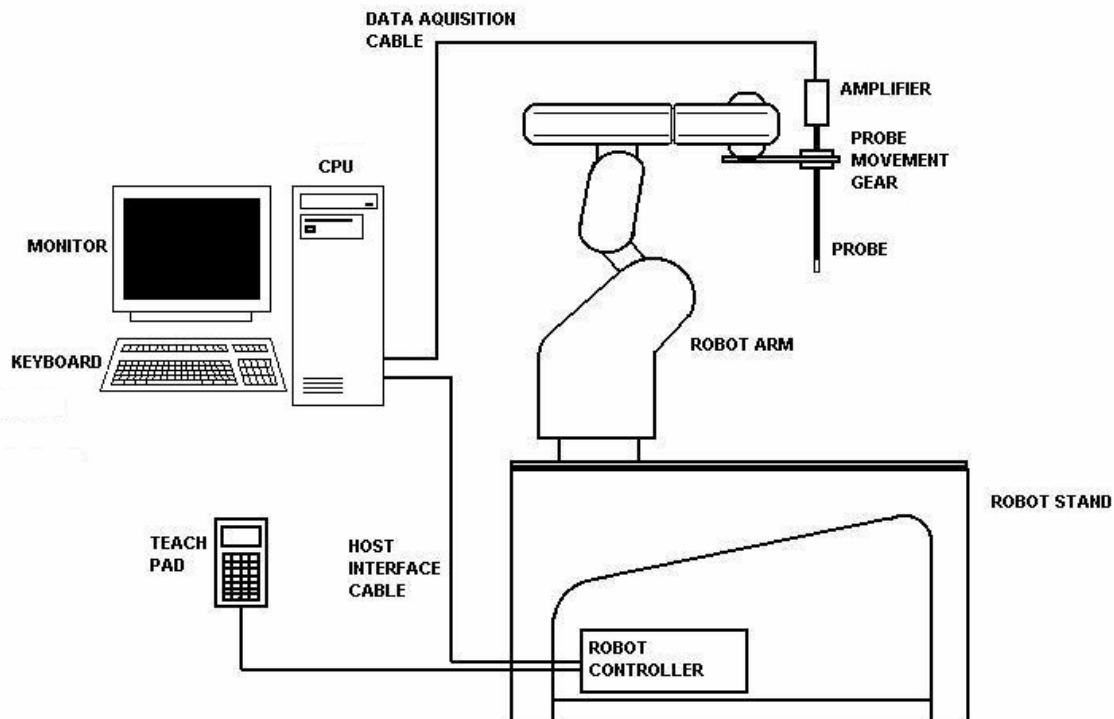 DATA AQUISITION
CABLE
AMPLIFIER
PROBE
MOVEMENT
GEAR
CPU
MONITOR
PROBE
KEYBOARD
ROBOT ARM
ROBOT STAND
TEACH
PAD
HOST
INTERFACE
CABLE
ROBOT
CONTROLLER